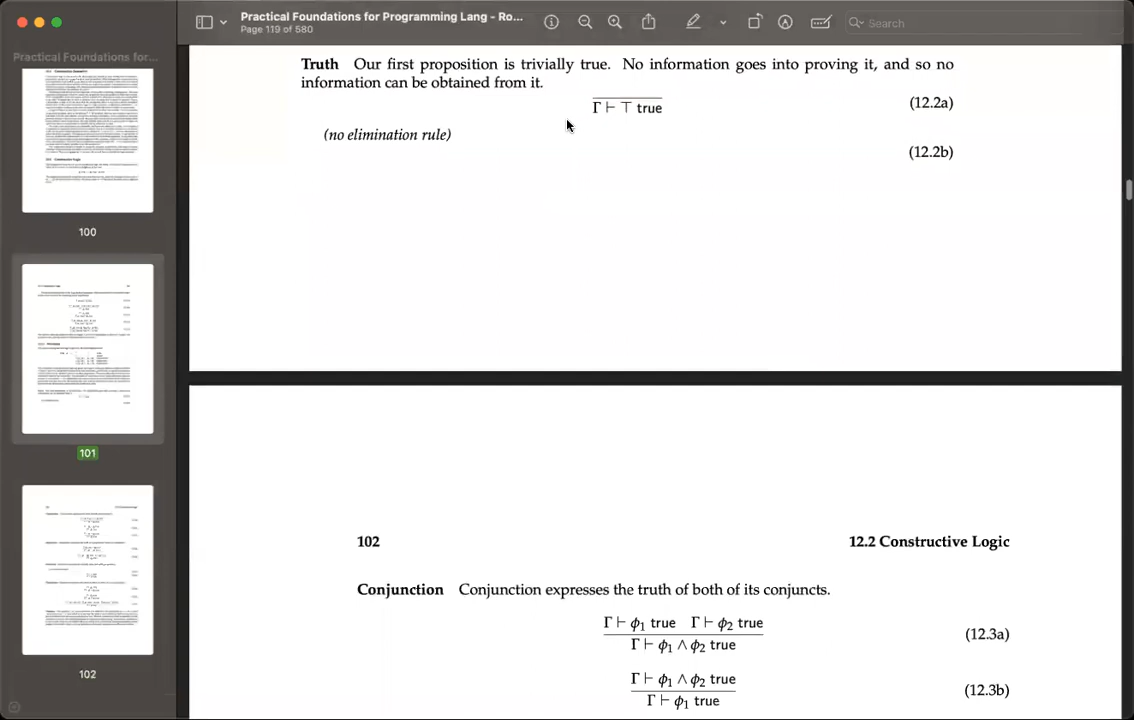 Practical Foundations for Programming Lang - Ro...
Page 119 of 580
Search
Practical Foundations for...
100
101
102
Truth Our first proposition is trivially true. No information goes into proving it, and so no
information can be obtained from it.
Γ ⊢ ⊤ true
(12.2a)
(no elimination rule)
(12.2b)
102
12.2 Constructive Logic
Conjunction Conjunction expresses the truth of both of its conjuncts.
Γ ⊢ ϕ₁ true Γ ⊢ ϕ₂ true
Γ ⊢ ϕ₁ ∧ ϕ₂ true
(12.3a)
Γ ⊢ ϕ₁ ∧ ϕ₂ true
Γ ⊢ ϕ₁ true
(12.3b)